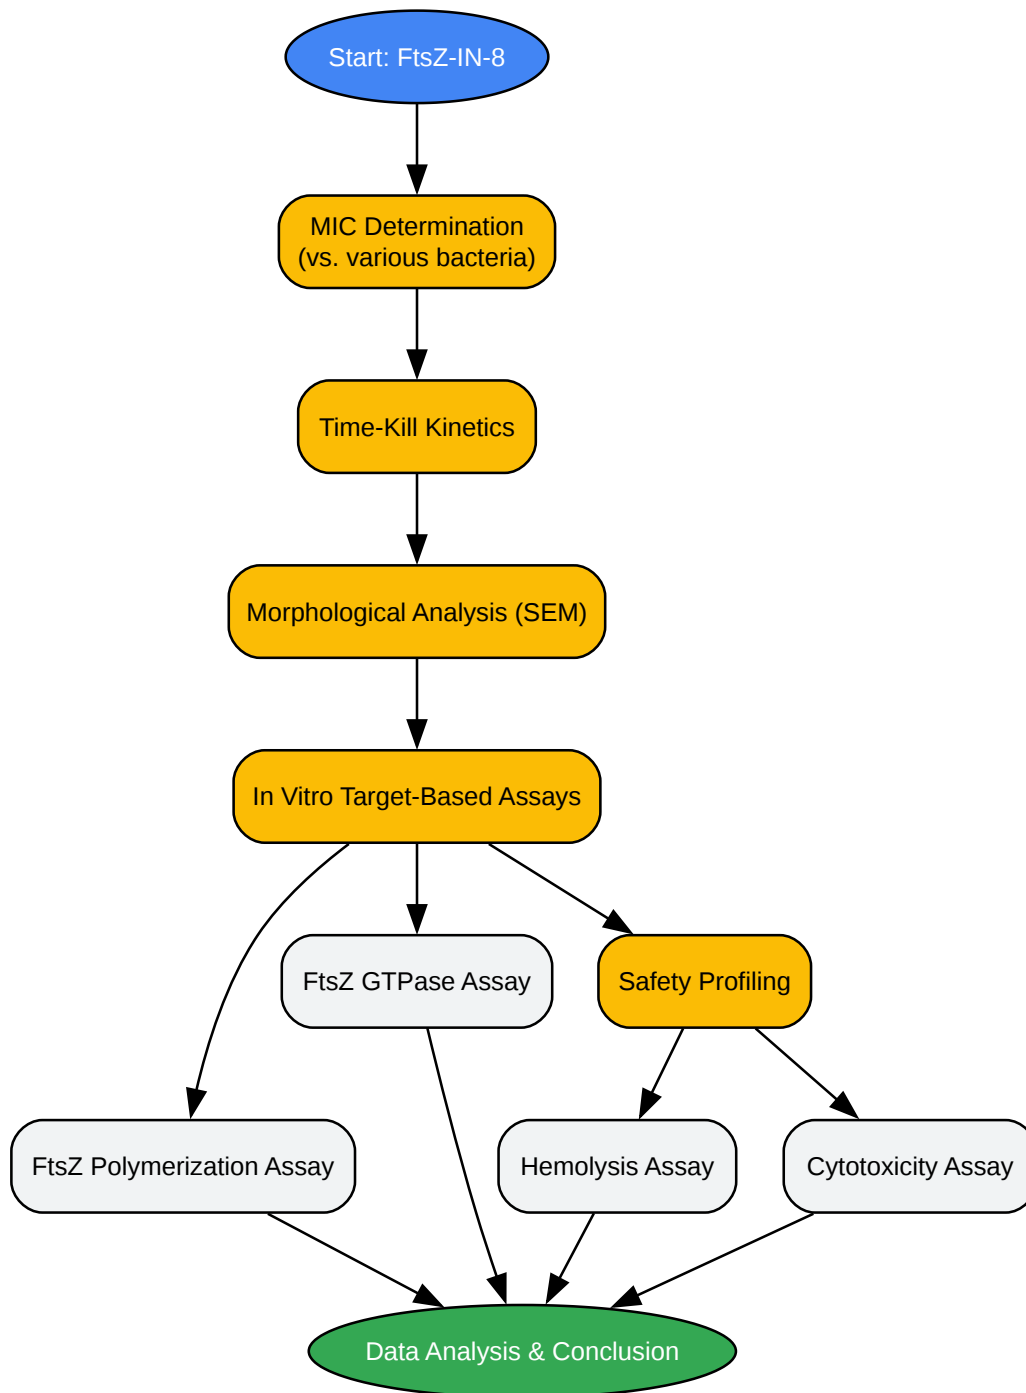 Start: FtsZ-IN-8
MIC Determination
(vs. various bacteria)
Time-Kill Kinetics
Morphological Analysis (SEM)
In Vitro Target-Based Assays
FtsZ GTPase Assay
Safety Profiling
FtsZ Polymerization Assay
Hemolysis Assay
Cytotoxicity Assay
Data Analysis & Conclusion